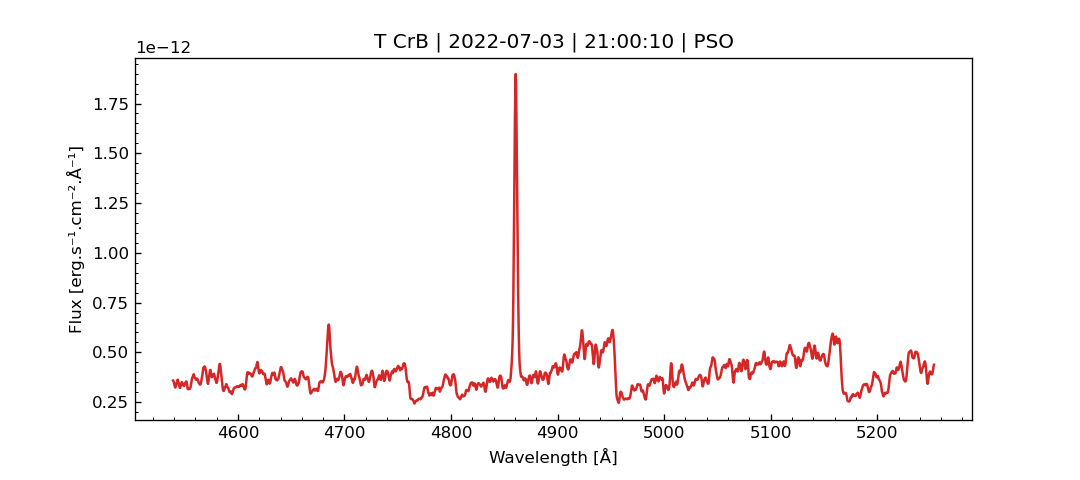 T CrB | 2022-07-03 | 21:00:10 | PSO
1e−12
1.75
1.50
1.25
1.00
0.75
0.50
0.25
Flux [erg.s⁻¹.cm⁻².Å⁻¹]
4600 4700 4800 4900 5000 5100 5200
Wavelength [Å]